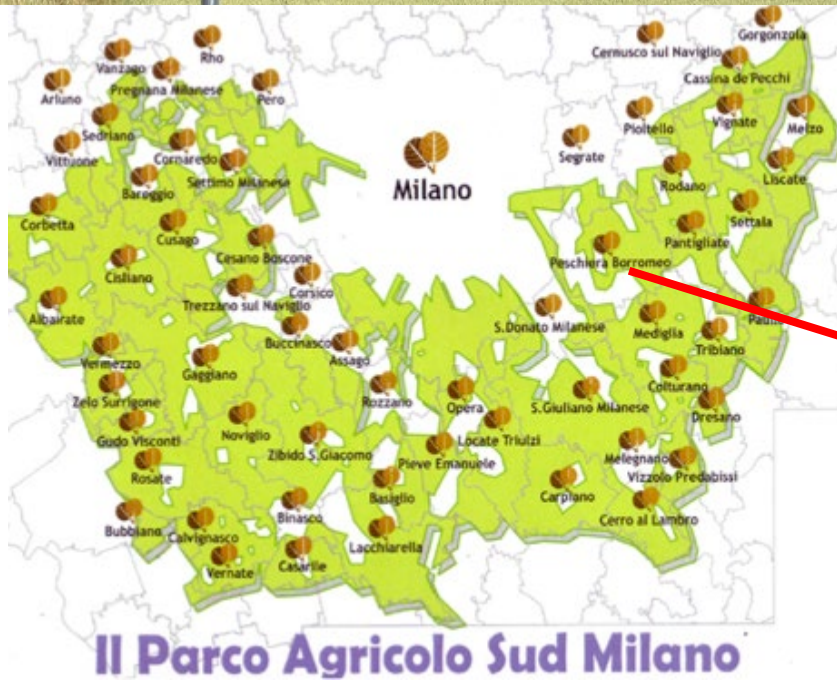 Gorgonzola
Rho
Cernusco sul Naviglio
Vanzago
Cassina de'Pecchi
Pregnana Milanese
Arluno
Pero
Vignate
Melzo
Pioltello
Sedriano
Vittuone
Cornaredo
Segrate
Settimo Milanese
Bareggio
Milano
Rodano
Liscate
Corbetta
Cusago
Settala
Pantigliate
Cesano Boscone
Peschiera Borromeo
Cisliano
Corsico
Trezzano sul Naviglio
Albairate
S.Donato Milanese
Mediglia
Buccinasco
Tribiano
Assago
Vermezzo
Gaggiano
Colturano
Zelo Surrigone
Rozzano
Opera
S.Giuliano Milanese
Dresano
Gudo Visconti
Noviglio
Locate Triulzi
Zibido S.Giacomo
Pieve Emanuele
Melegnano
Vizzolo Predabissi
Rosate
Basiglio
Carpiano
Binasco
Cerro al Lambro
Bubbiano
Calvignasco
Lacchiarella
Vernate
Casarile
Il Parco Agricolo Sud Milano